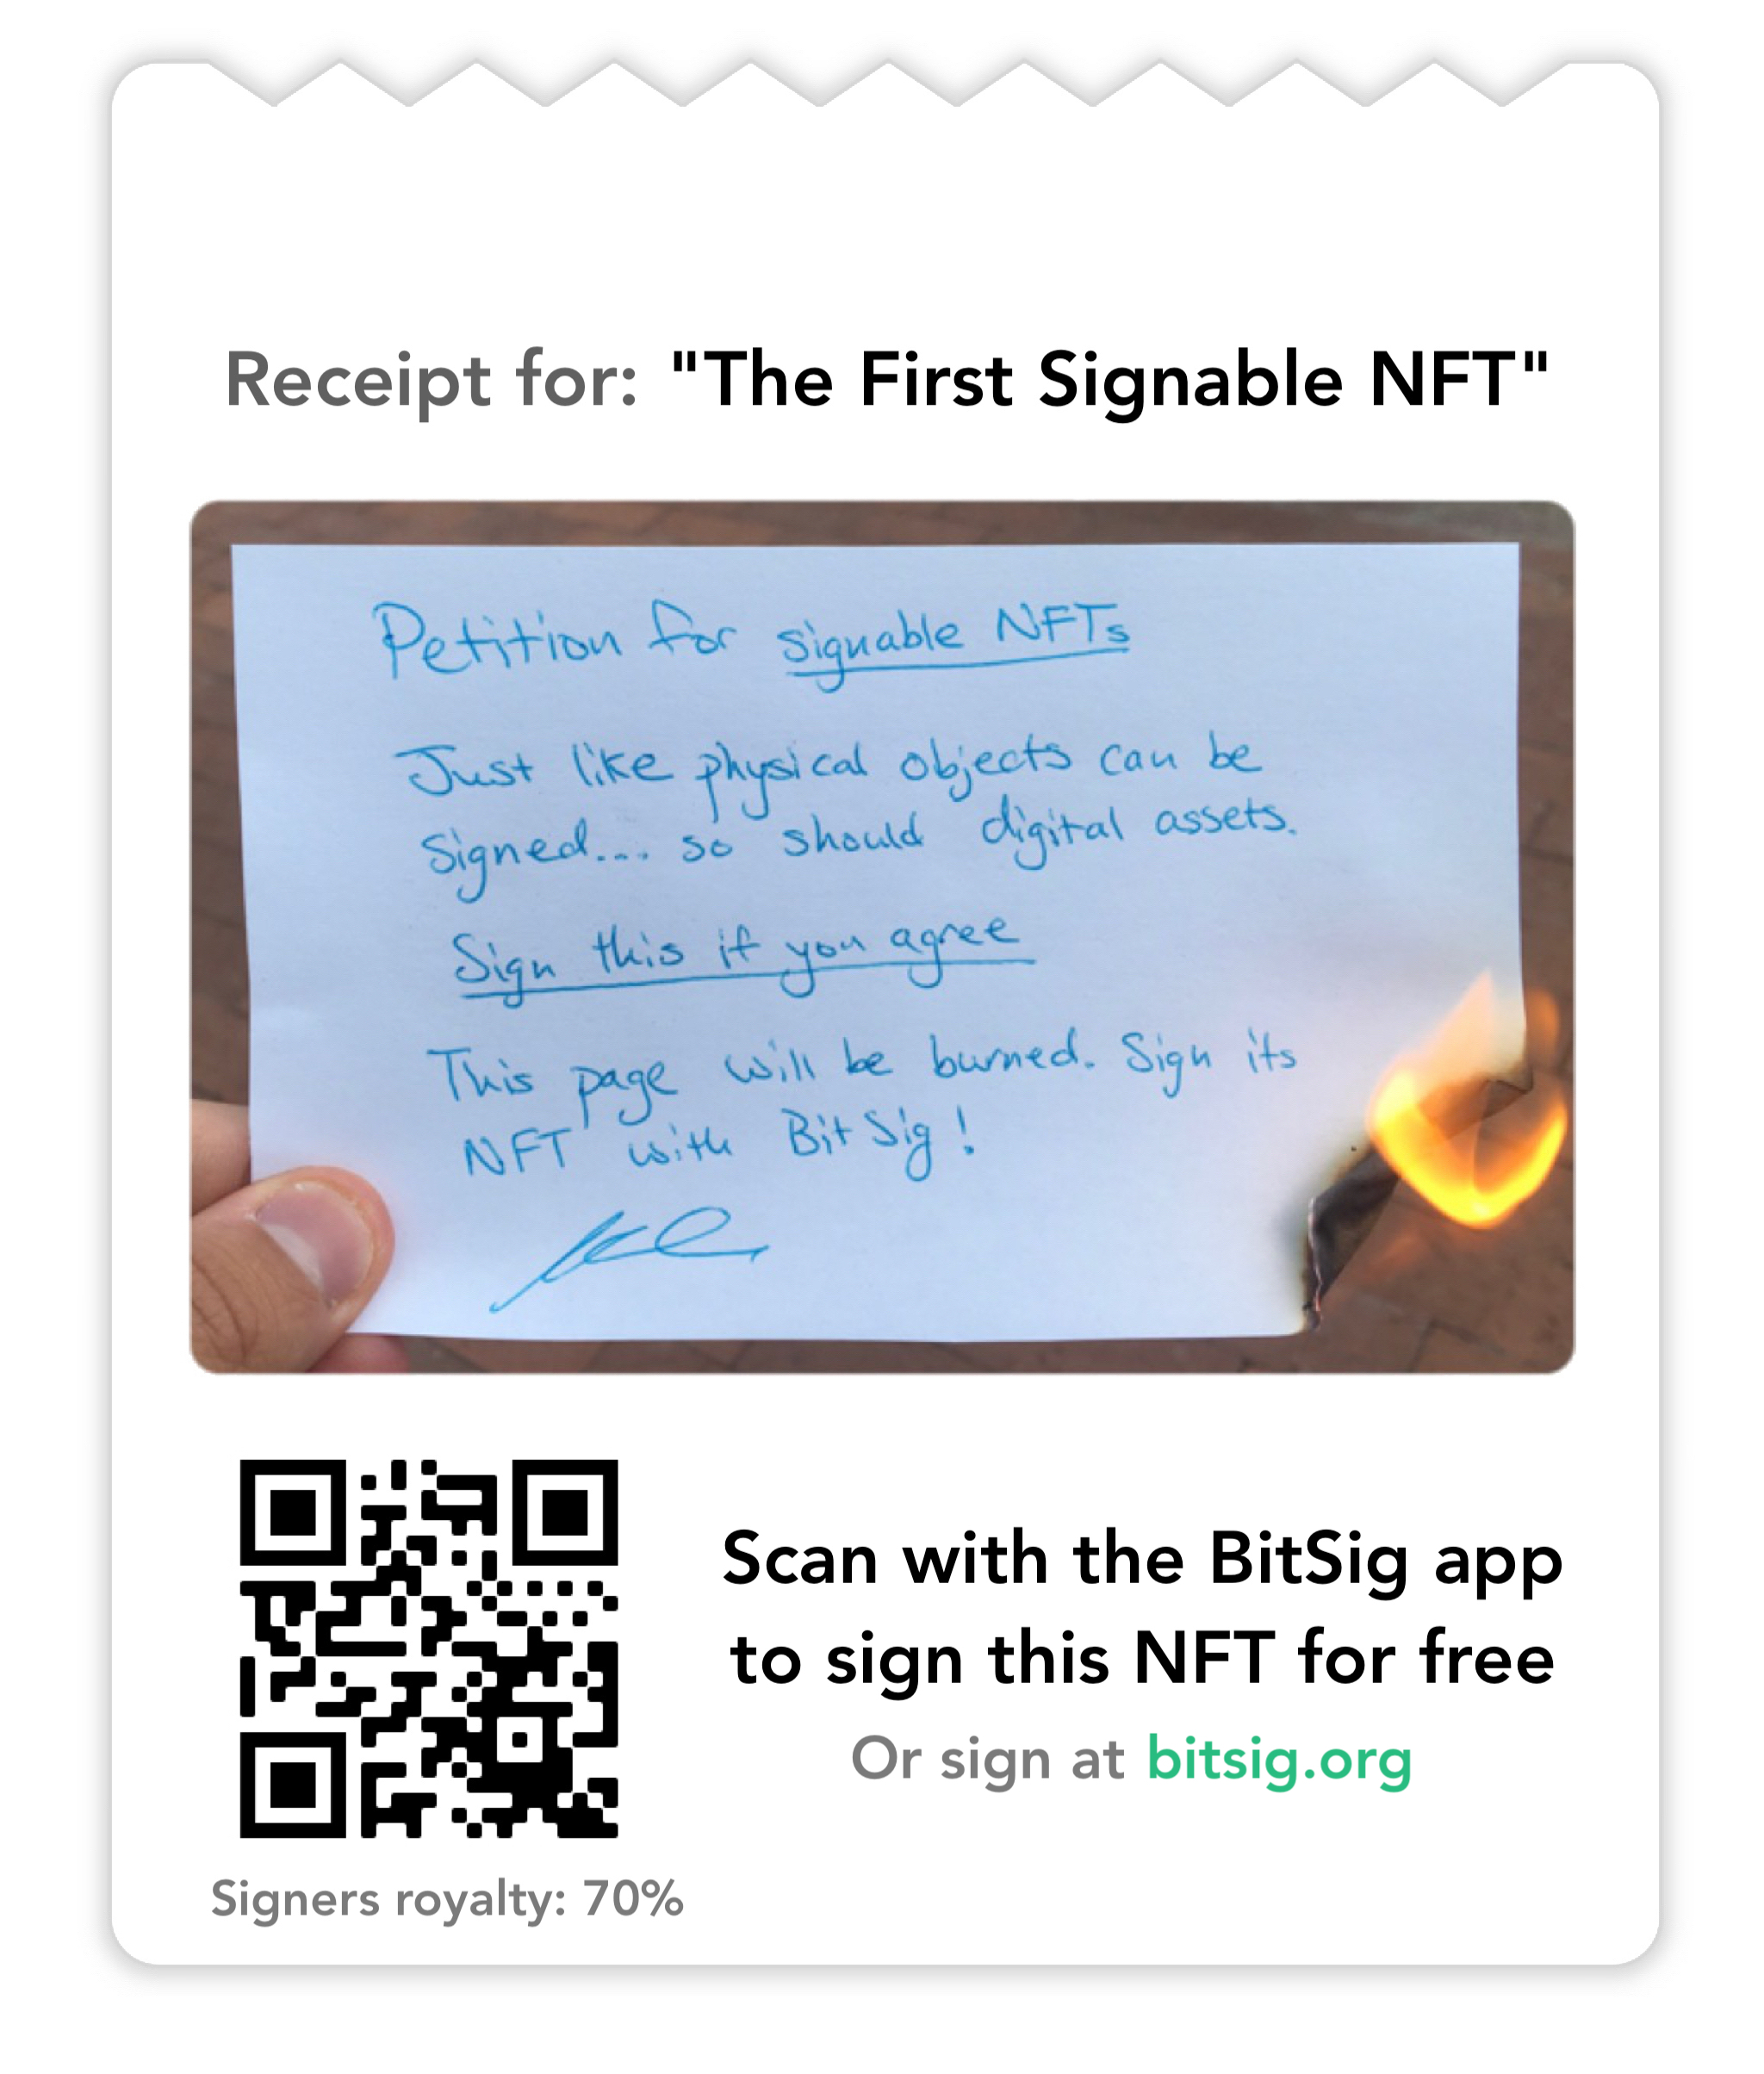 Receipt for: "The First Signable NFT"
Petition for signable NFTs
Just like physical objects can be
signed... so should digital assets.
Sign this if you agree
This page will be burned. Sign its
NFT with BitSig!
Scan with the BitSig app
to sign this NFT for free
Or sign at bitsig.org
Signers royalty: 70%